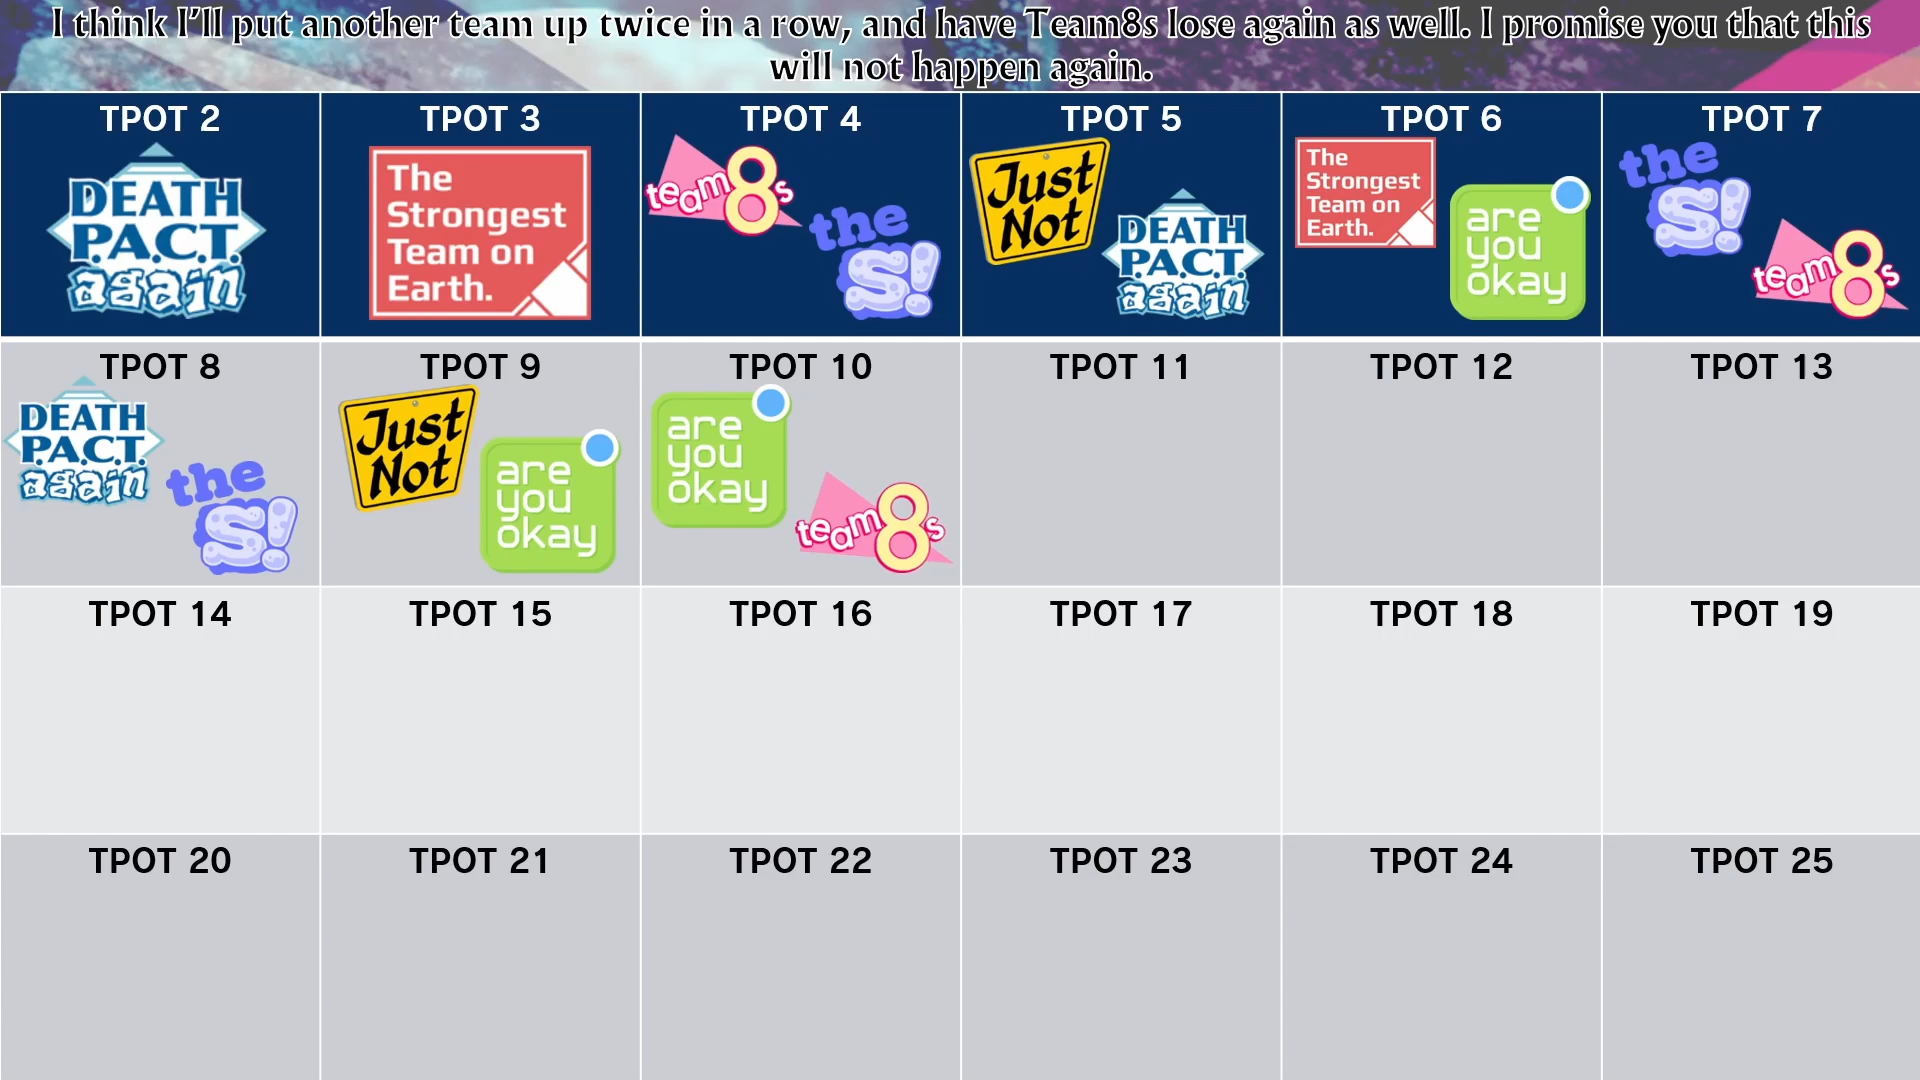 I think I'll put another team up twice in a row, and have Team8s lose again as well. I promise you that this
will not happen again.
TPOT 2
DEATH
P.A.C.T.
again
TPOT 3
The
Strongest
Team on
Earth.
TPOT 4
team8s
the
S!
TPOT 5
Just
Not
DEATH
P.A.C.T.
again
TPOT 6
The
Strongest
Team on
Earth.
are
you
okay
TPOT 7
the
S!
team8s
TPOT 8
DEATH
P.A.C.T.
again
the
S!
TPOT 9
Just
Not
are
you
okay
TPOT 10
are
you
okay
team8s
TPOT 11
TPOT 12
TPOT 13
TPOT 14
TPOT 15
TPOT 16
TPOT 17
TPOT 18
TPOT 19
TPOT 20
TPOT 21
TPOT 22
TPOT 23
TPOT 24
TPOT 25